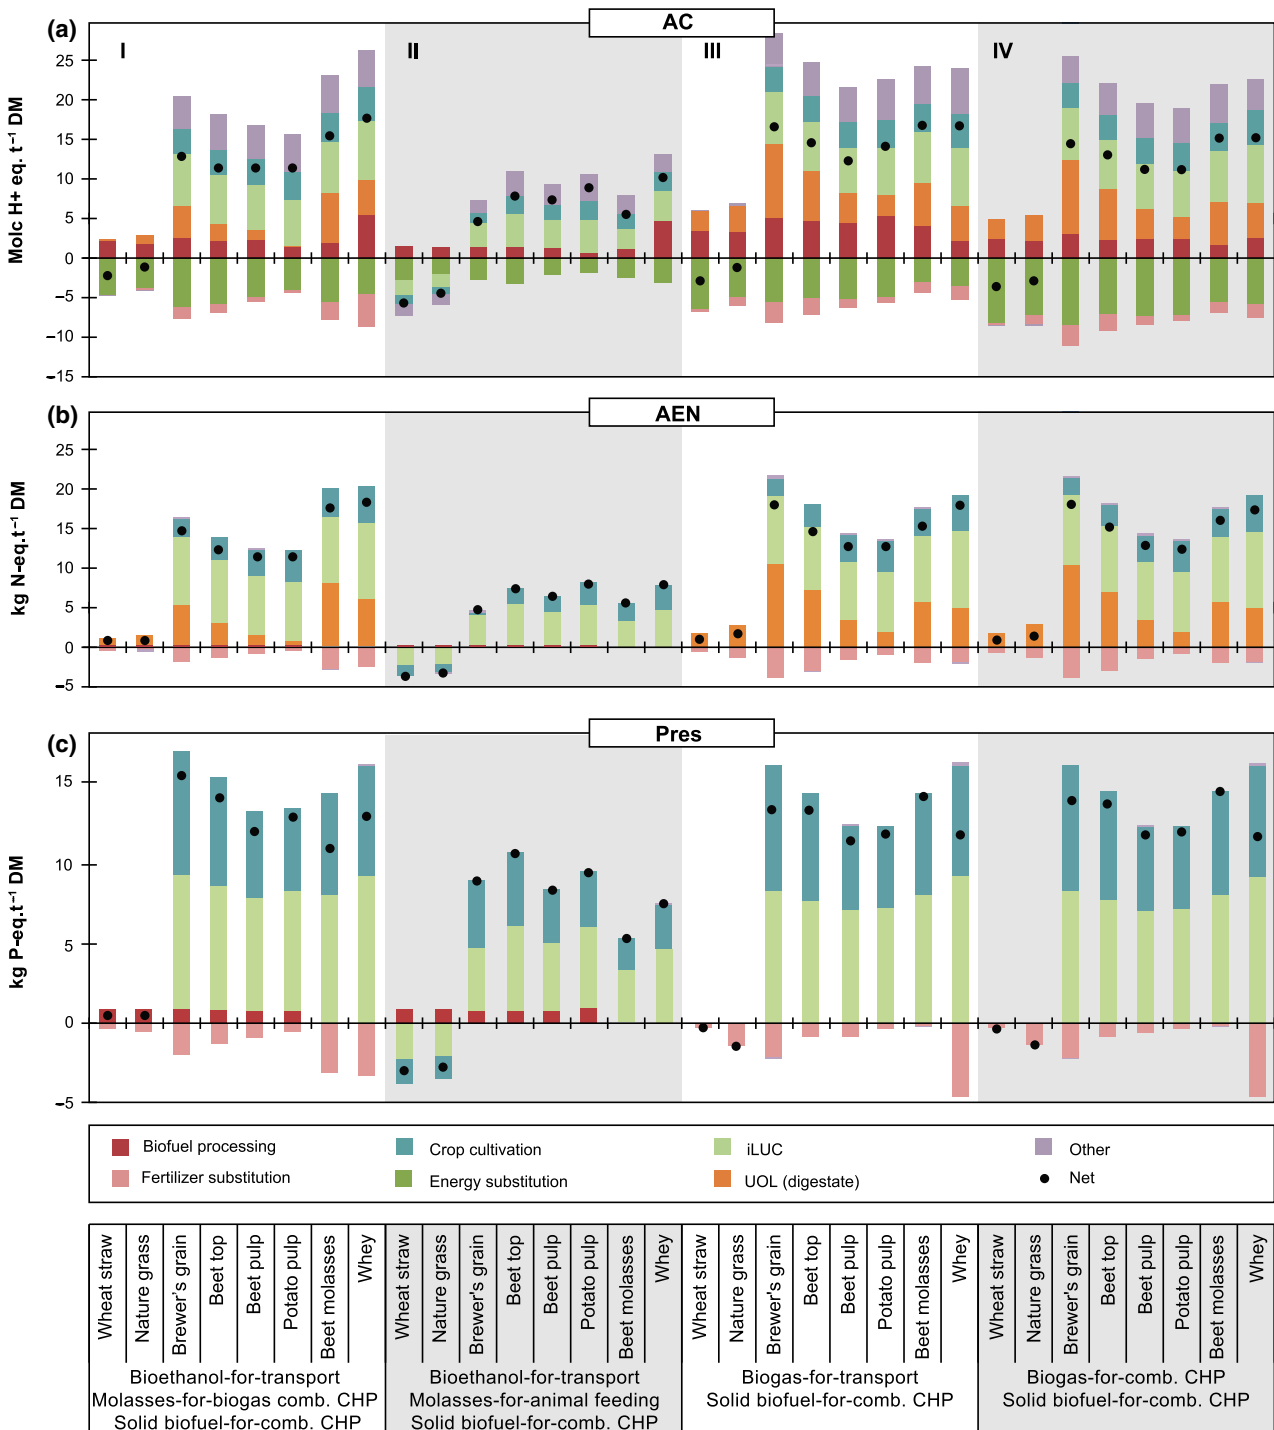 (a)
AC
I
II
III
IV
Molc H+ eq. t⁻¹ DM
25
20
15
10
5
0
–5
–10
–15
(b)
AEN
kg N-eq.t⁻¹ DM
25
20
15
10
5
0
–5
(c)
Pres
kg P-eq.t⁻¹ DM
15
10
5
0
–5
Biofuel processing
Crop cultivation
iLUC
Other
Fertilizer substitution
Energy substitution
UOL (digestate)
Net
Wheat straw
Nature grass
Brewer's grain
Beet top
Beet pulp
Potato pulp
Beet molasses
Whey
Wheat straw
Nature grass
Brewer's grain
Beet top
Beet pulp
Potato pulp
Beet molasses
Whey
Wheat straw
Nature grass
Brewer's grain
Beet top
Beet pulp
Potato pulp
Beet molasses
Whey
Wheat straw
Nature grass
Brewer's grain
Beet top
Beet pulp
Potato pulp
Beet molasses
Whey
Bioethanol-for-transport
Molasses-for-biogas comb. CHP
Solid biofuel-for-comb. CHP
Bioethanol-for-transport
Molasses-for-animal feeding
Solid biofuel-for-comb. CHP
Biogas-for-transport
Solid biofuel-for-comb. CHP
Biogas-for-comb. CHP
Solid biofuel-for-comb. CHP